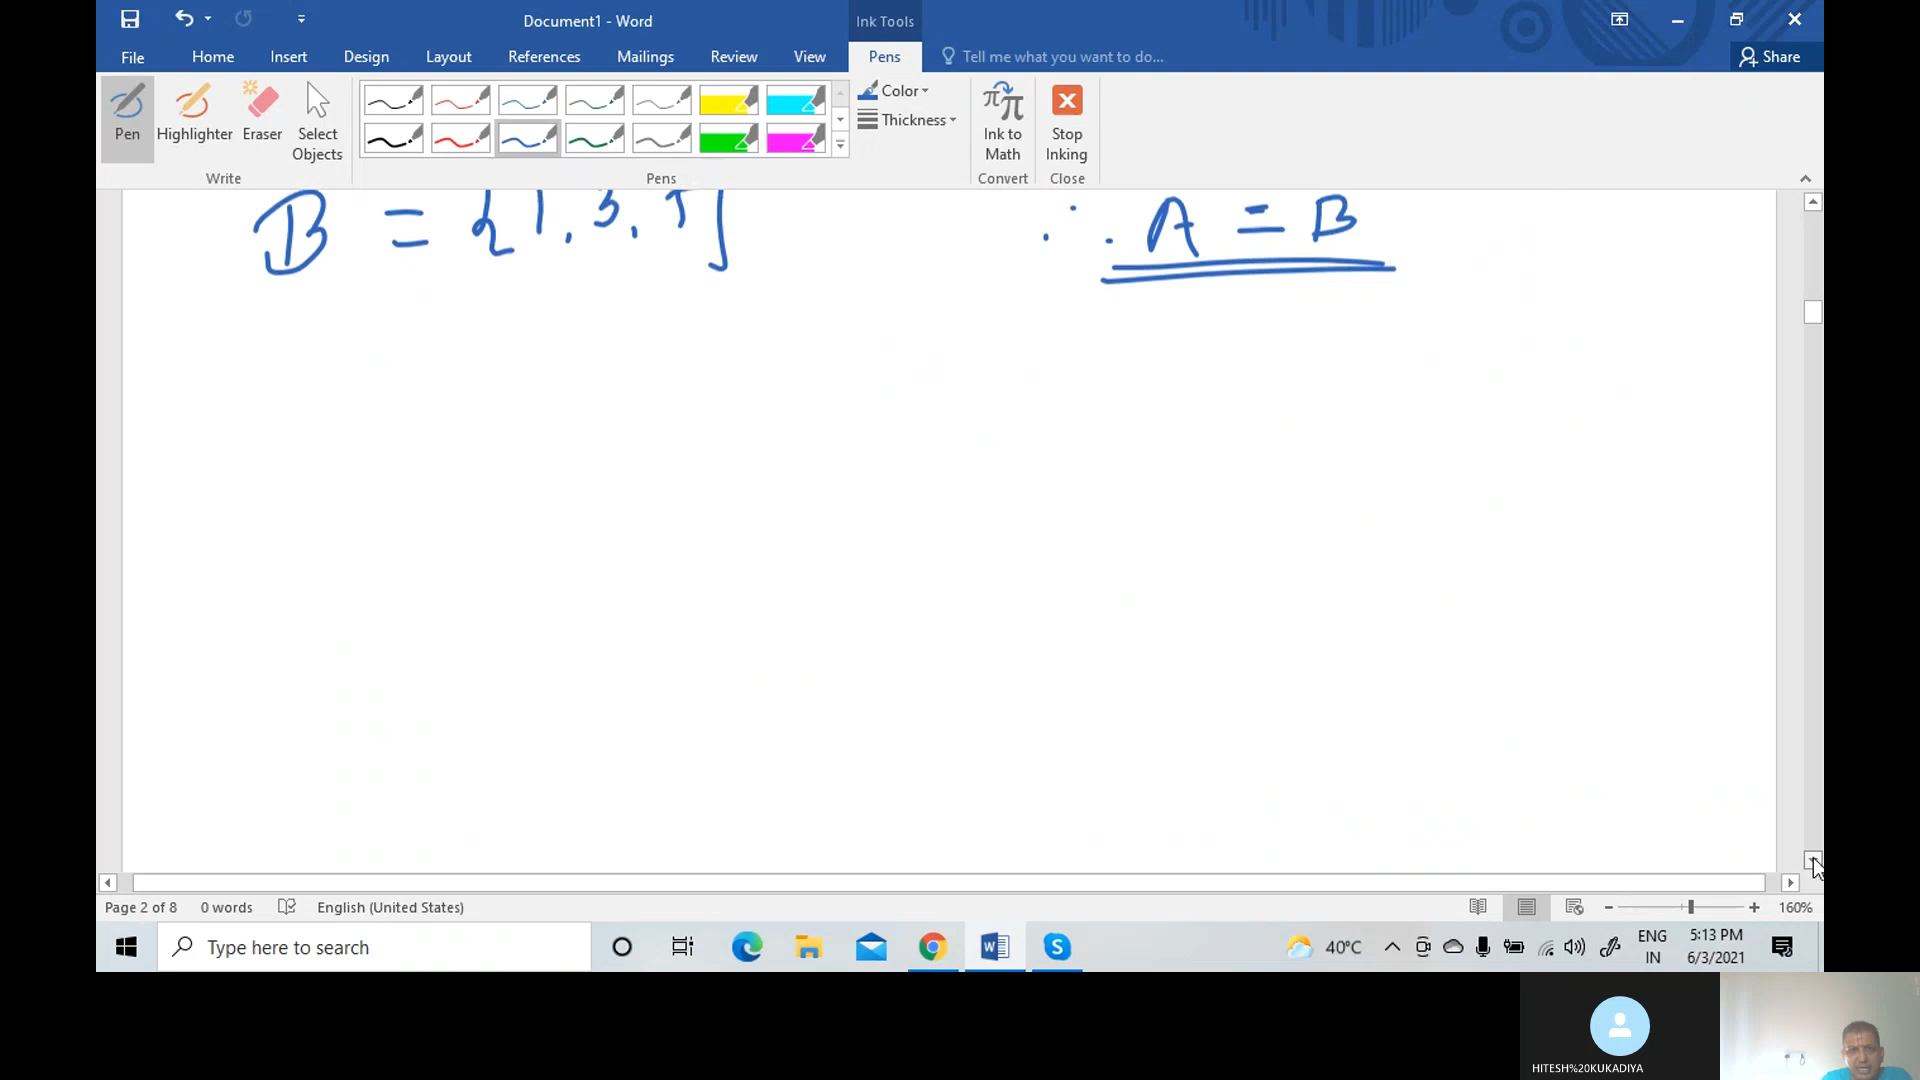 Document1 - Word
Ink Tools
File
Home
Insert
Design
Layout
References
Mailings
Review
View
Pens
Tell me what you want to do...
Share
Pen
Highlighter
Eraser
Select
Objects
Color
Thickness
Ink to
Math
Stop
Inking
Write
Pens
Convert
Close
B = {1, 3, 5}
∴ A = B
Page 2 of 8
0 words
English (United States)
160%
Type here to search
40°C
ENG
IN
5:13 PM
6/3/2021
HITESH%20KUKADIYA